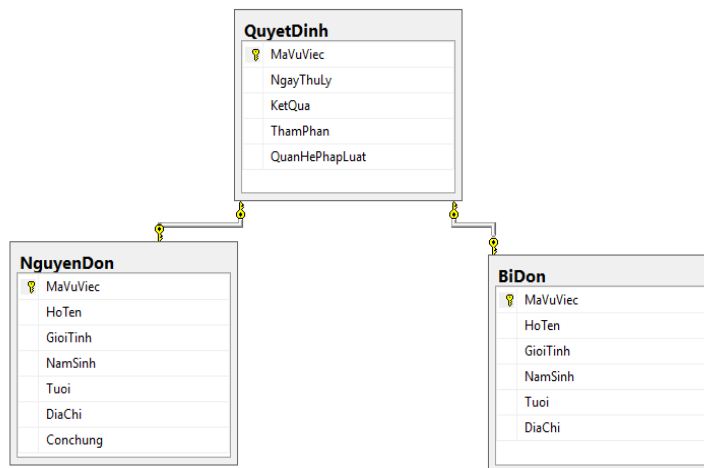 QuyetDinh
MaVuViec
NgayThuLy
KetQua
ThamPhan
QuanHePhapLuat
NguyenDon
MaVuViec
HoTen
GioiTinh
NamSinh
Tuoi
DiaChi
Conchung
BiDon
MaVuViec
HoTen
GioiTinh
NamSinh
Tuoi
DiaChi